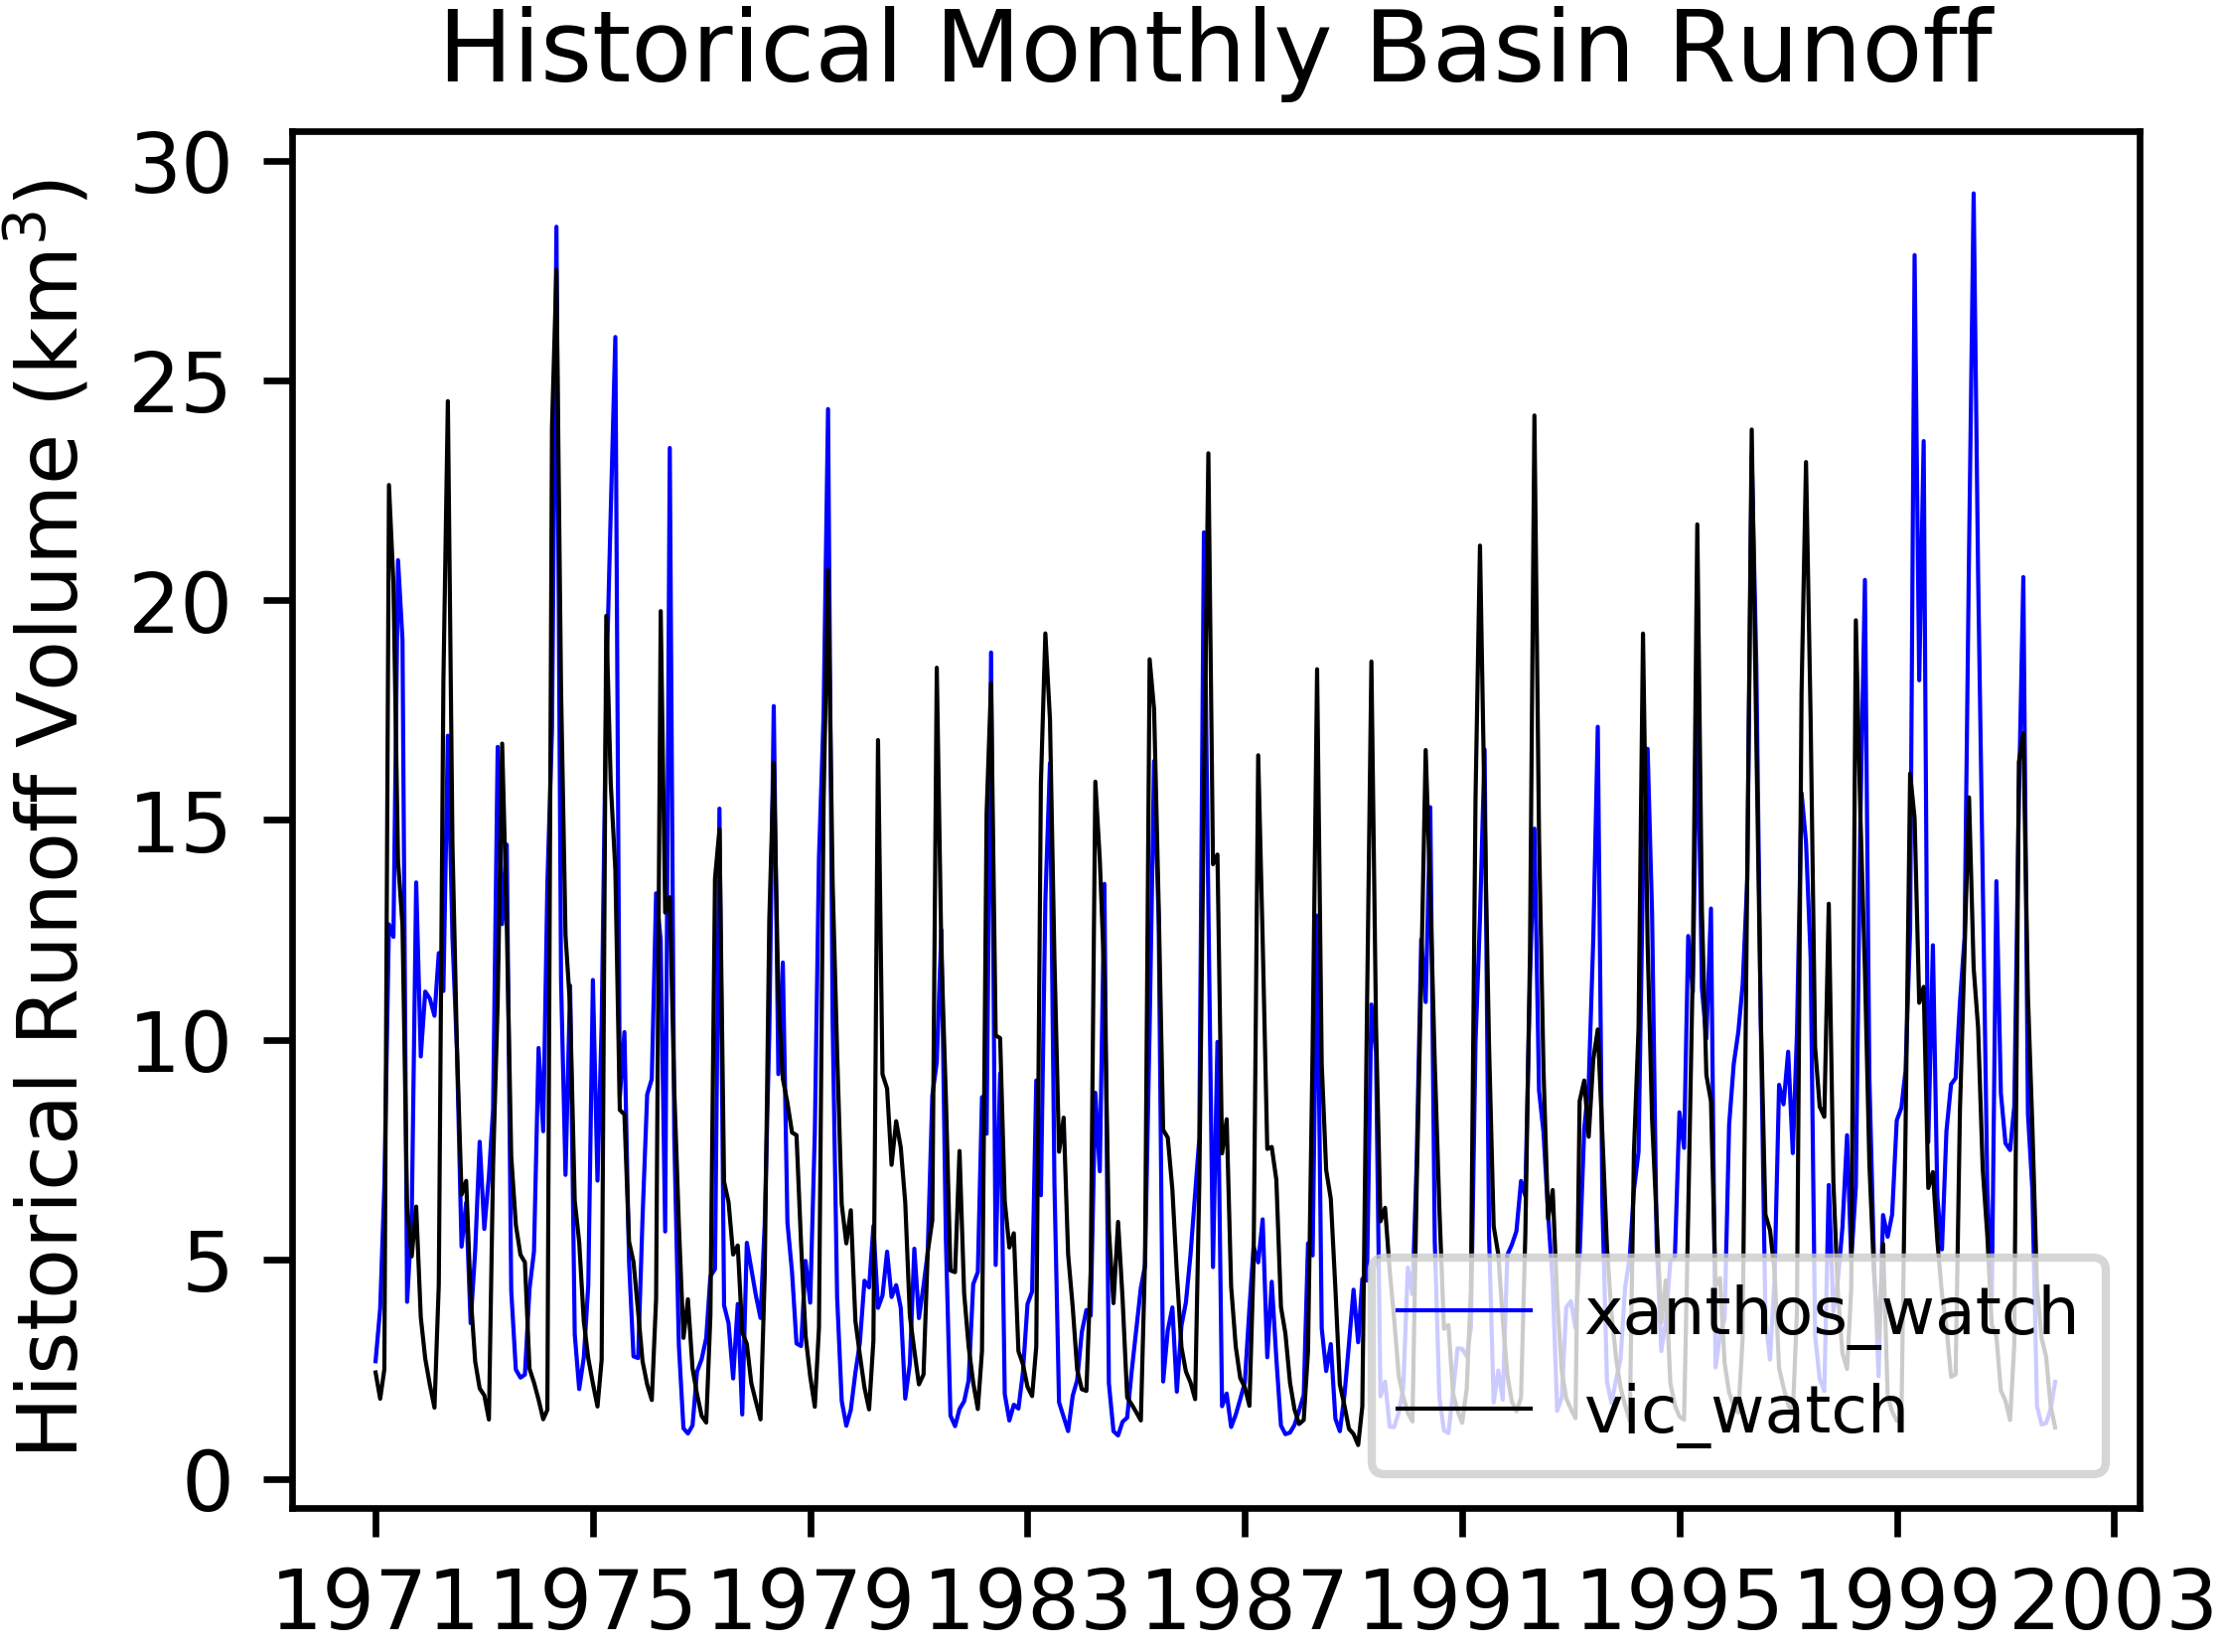 Historical Monthly Basin Runoff
Historical Runoff Volume (km³)
30
25
20
15
10
5
0
xanthos_watch
vic_watch
1971 1975 1979 1983 1987 1991 1995 1999 2003